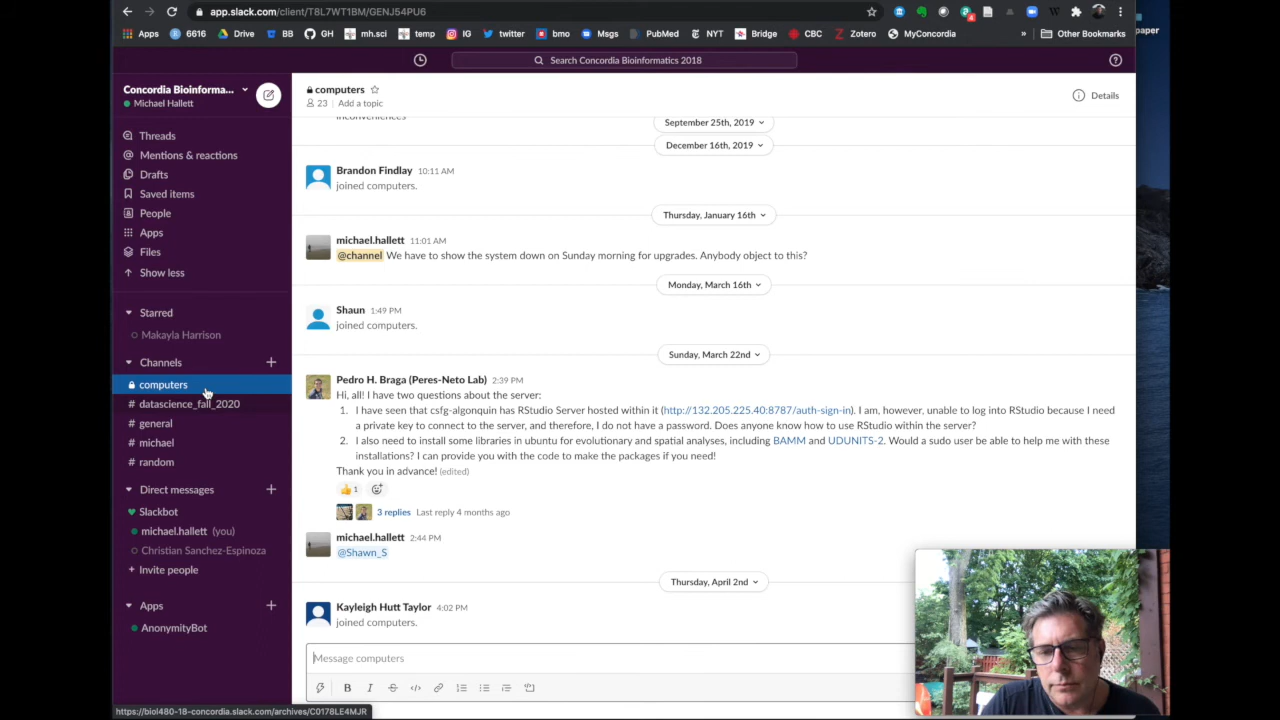 app.slack.com/client/T8L7WT1BM/GENJ54PU6
Apps 6616 Drive BB GH mh.sci temp IG twitter bmo Msgs PubMed NYT Bridge CBC Zotero MyConcordia » Other Bookmarks
paper
Search Concordia Bioinformatics 2018
Concordia Bioinforma...
Michael Hallett
Threads
Mentions & reactions
Drafts
Saved items
People
Apps
Files
Show less
Starred
Makayla Harrison
Channels
computers
# datascience_fall_2020
# general
# michael
# random
Direct messages
Slackbot
michael.hallett (you)
Christian Sanchez-Espinoza
+ Invite people
Apps
AnonymityBot
computers
23 Add a topic
Details
inconveniences
September 25th, 2019
December 16th, 2019
Brandon Findlay 10:11 AM
joined computers.
Thursday, January 16th
michael.hallett 11:01 AM
@channel We have to show the system down on Sunday morning for upgrades. Anybody object to this?
Monday, March 16th
Shaun 1:49 PM
joined computers.
Sunday, March 22nd
Pedro H. Braga (Peres-Neto Lab) 2:39 PM
Hi, all! I have two questions about the server:
1. I have seen that csfg-algonquin has RStudio Server hosted within it (http://132.205.225.40:8787/auth-sign-in). I am, however, unable to log into RStudio because I need
a private key to connect to the server, and therefore, I do not have a password. Does anyone know how to use RStudio within the server?
2. I also need to install some libraries in ubuntu for evolutionary and spatial analyses, including BAMM and UDUNITS-2. Would a sudo user be able to help me with these
installations? I can provide you with the code to make the packages if you need!
Thank you in advance! (edited)
1
3 replies Last reply 4 months ago
michael.hallett 2:44 PM
@Shawn_S
Thursday, April 2nd
Kayleigh Hutt Taylor 4:02 PM
joined computers.
Message computers
B I S </>
https://biol480-18-concordia.slack.com/archives/C0178LE4MJR